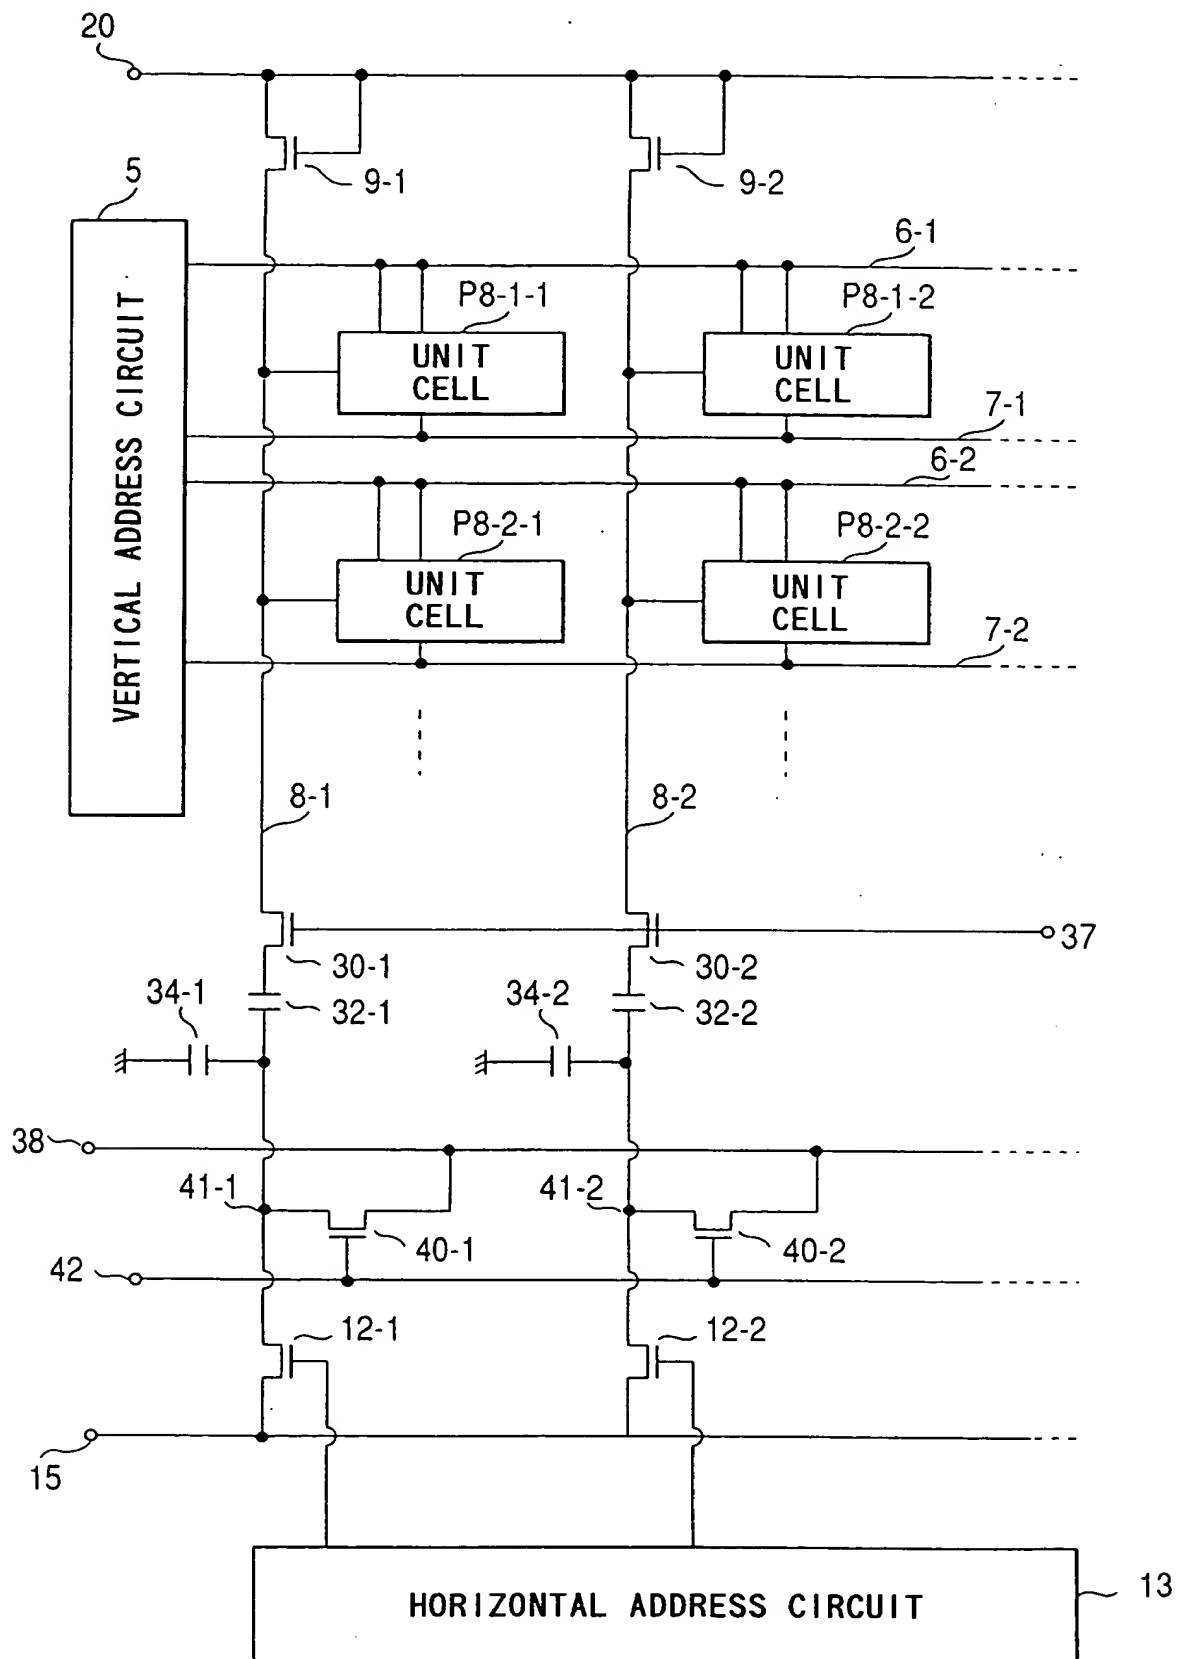 20
9-1
9-2
5
6-1
P8-1-1
P8-1-2
UNIT
CELL
UNIT
CELL
7-1
6-2
P8-2-1
P8-2-2
UNIT
CELL
UNIT
CELL
7-2
VERTICAL ADDRESS CIRCUIT
8-1
8-2
37
30-1
30-2
34-1
32-1
34-2
32-2
38
41-1
41-2
40-1
40-2
42
12-1
12-2
15
13
HORIZONTAL ADDRESS CIRCUIT